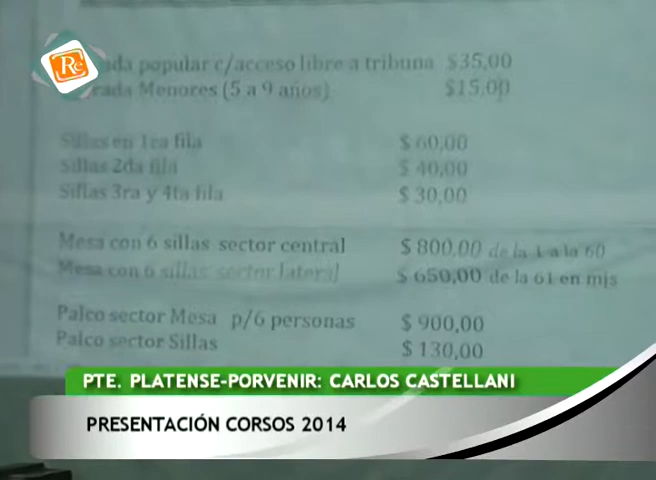 Rc
ada popular c/acceso libre a tribuna $35,00
rada Menores (5 a 9 años) $15,00
Sillas en 1ra fila $ 60,00
Sillas 2da fila $ 40,00
Sillas 3ra y 4ta fila $ 30,00
Mesa con 6 sillas sector central $ 800,00 de la 1 a la 60
Mesa con 6 sillas sector lateral $ 650,00 de la 61 en mjs
Palco sector Mesa p/6 personas $ 900,00
Palco sector Sillas $ 130,00
PTE. PLATENSE-PORVENIR: CARLOS CASTELLANI
PRESENTACIÓN CORSOS 2014